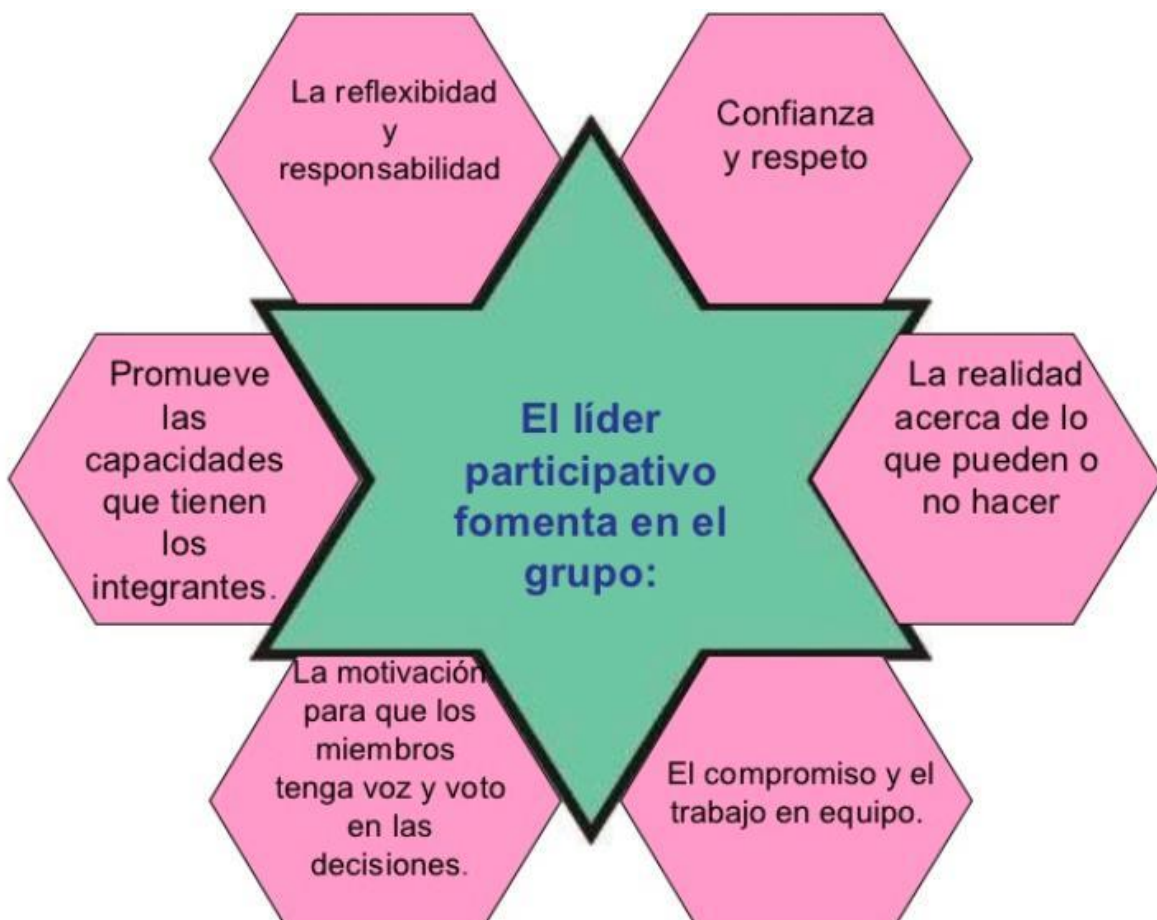 La reflexibidad
y
responsabilidad
Confianza
y respeto
Promueve
las
capacidades
que tienen
los
integrantes.
El líder
participativo
fomenta en el
grupo:
La realidad
acerca de lo
que pueden o
no hacer
La motivación
para que los
miembros
tenga voz y voto
en las
decisiones.
El compromiso y el
trabajo en equipo.